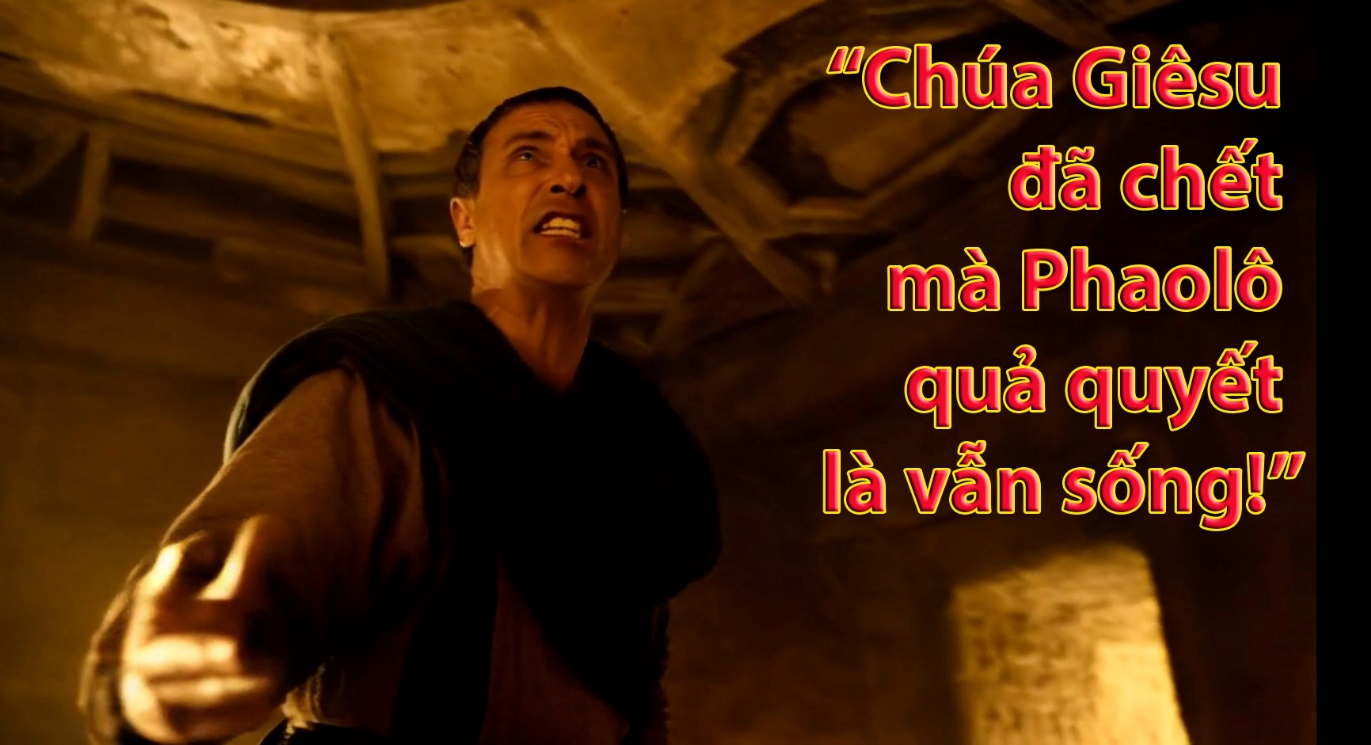 “Chúa Giêsu
đã chết
mà Phaolô
quả quyết
là vẫn sống!”